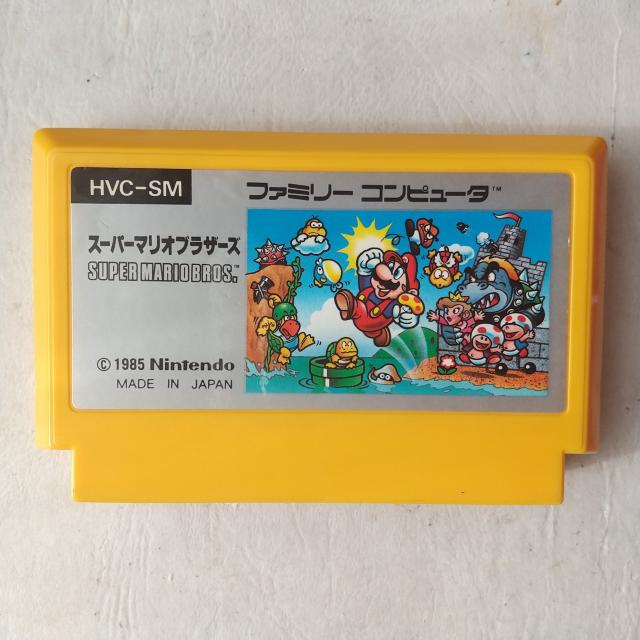 HVC-SM
ファミリー コンピュータ™
スーパーマリオブラザーズ
SUPER MARIO BROS.
© 1985 Nintendo
MADE IN JAPAN